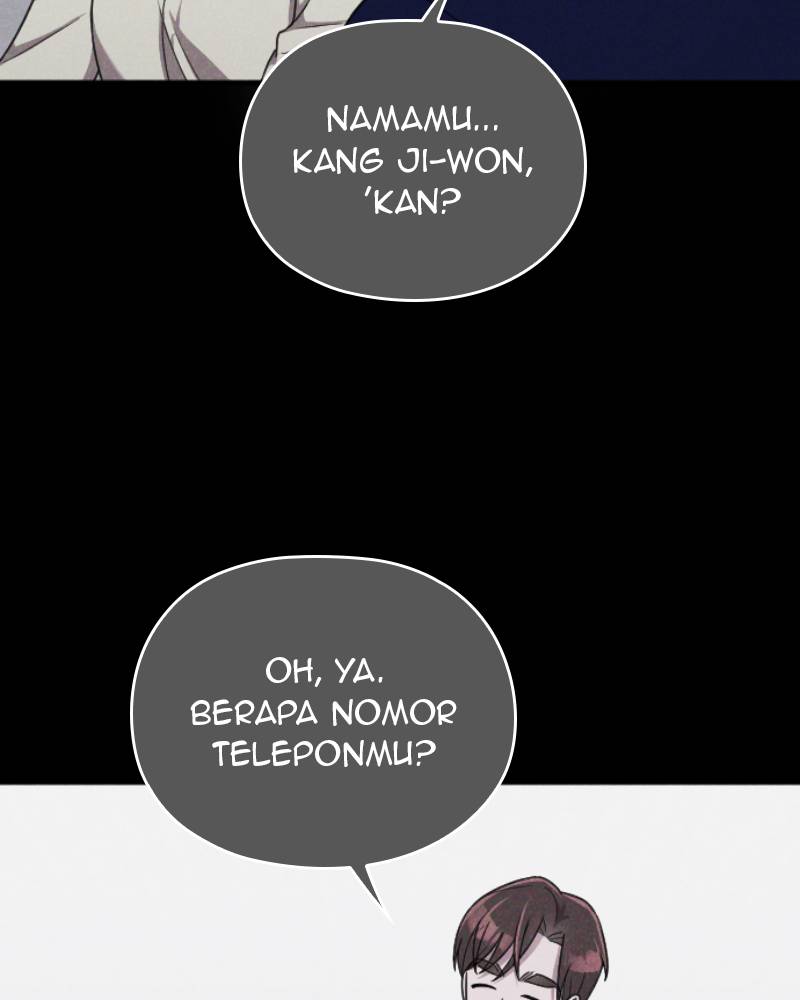 NAMAMU...
KANG JI-WON,
'KAN?
OH, YA.
BERAPA NOMOR
TELEPONMU?